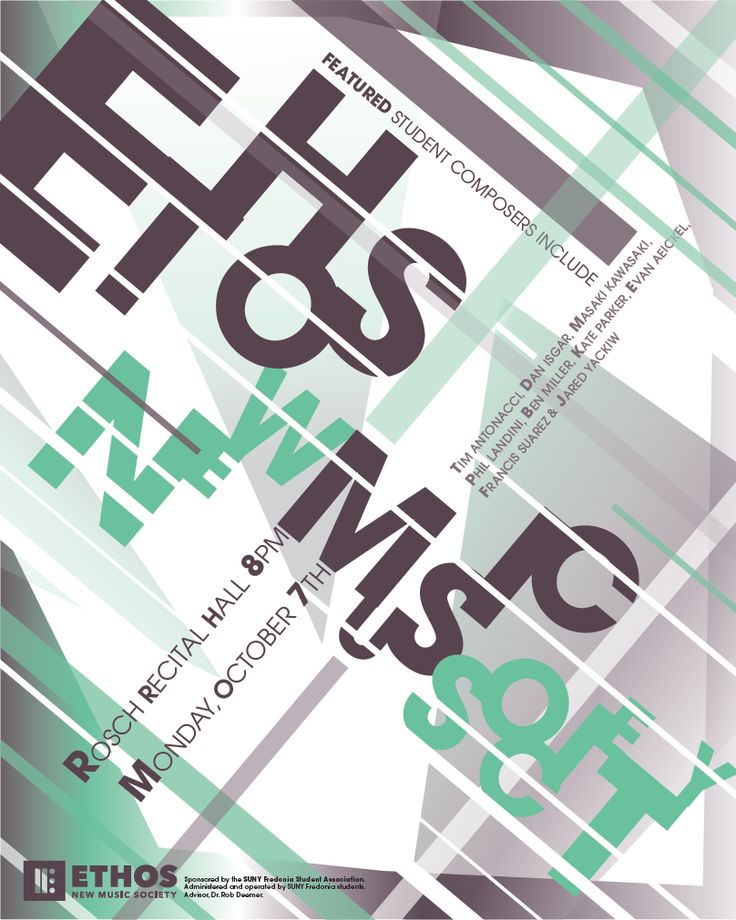 ETHOS
NEW
MUSIC
SOCIETY
FEATURED STUDENT COMPOSERS INCLUDE
TIM ANTONACCI, DAN ISGAR, MASAKI KAWASAKI,
PHIL LANDINI, BEN MILLER, KATE PARKER, EVAN AEICKEL,
FRANCIS SUAREZ & JARED YACKIW
ROSCH RECITAL HALL 8PM
MONDAY, OCTOBER 7TH
ETHOS
NEW MUSIC SOCIETY
Sponsored by the SUNY Fredonia Student Association.
Administered and operated by SUNY Fredonia students.
Advisor, Dr. Rob Deemer.